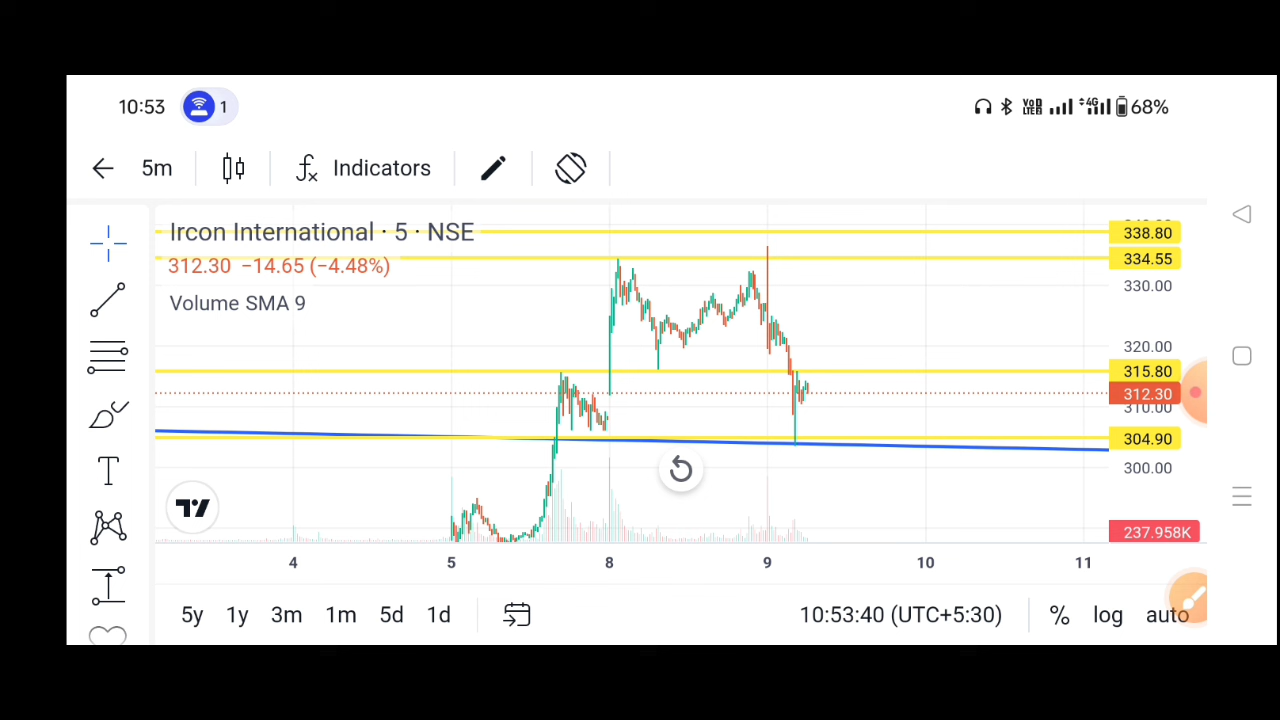 10:53 1 4G 68%
5m Indicators
Ircon International · 5 · NSE
312.30 −14.65 (−4.48%)
Volume SMA 9
338.80
334.55
330.00
320.00
315.80
312.30
310.00
304.90
300.00
237.958K
4 5 8 9 10 11
5y 1y 3m 1m 5d 1d 10:53:40 (UTC+5:30) % log auto